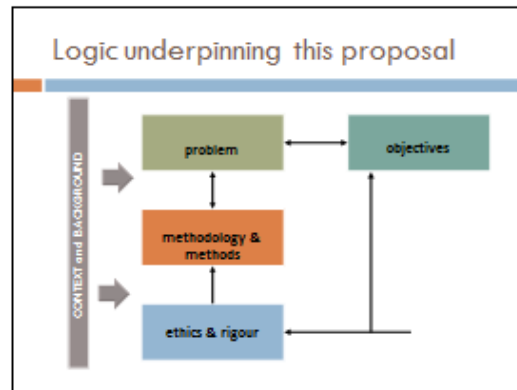 Logic underpinning this proposal
CONTEXT and BACKGROUND
problem
objectives
methodology &
methods
ethics & rigour